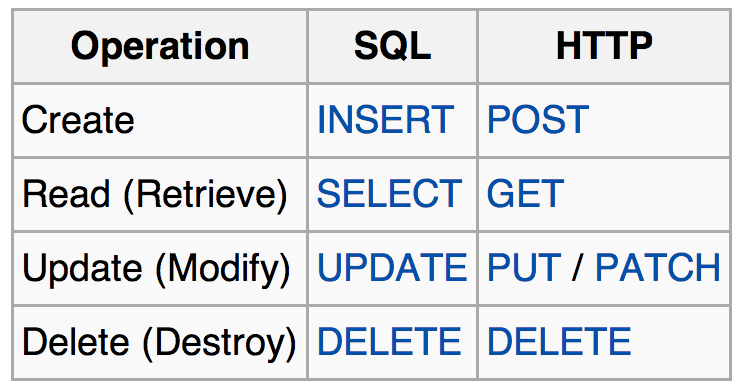 Operation SQL HTTP
Create INSERT POST
Read (Retrieve) SELECT GET
Update (Modify) UPDATE PUT / PATCH
Delete (Destroy) DELETE DELETE